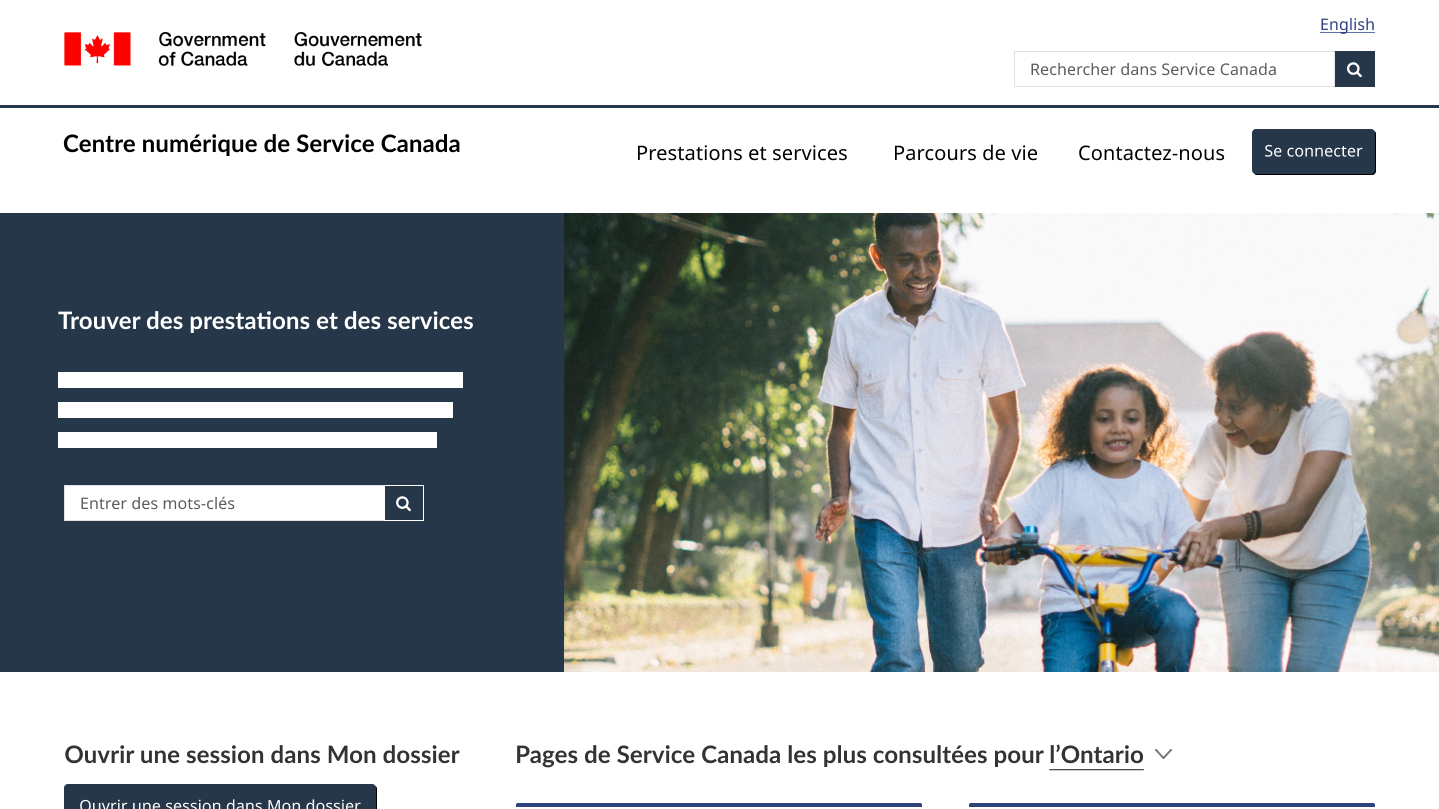 English
Government
of Canada
Gouvernement
du Canada
Rechercher dans Service Canada
Centre numérique de Service Canada
Prestations et services
Parcours de vie
Contactez-nous
Se connecter
Trouver des prestations et des services
Entrer des mots-clés
Ouvrir une session dans Mon dossier
Pages de Service Canada les plus consultées pour l’Ontario
Ouvrir une session dans Mon dossier